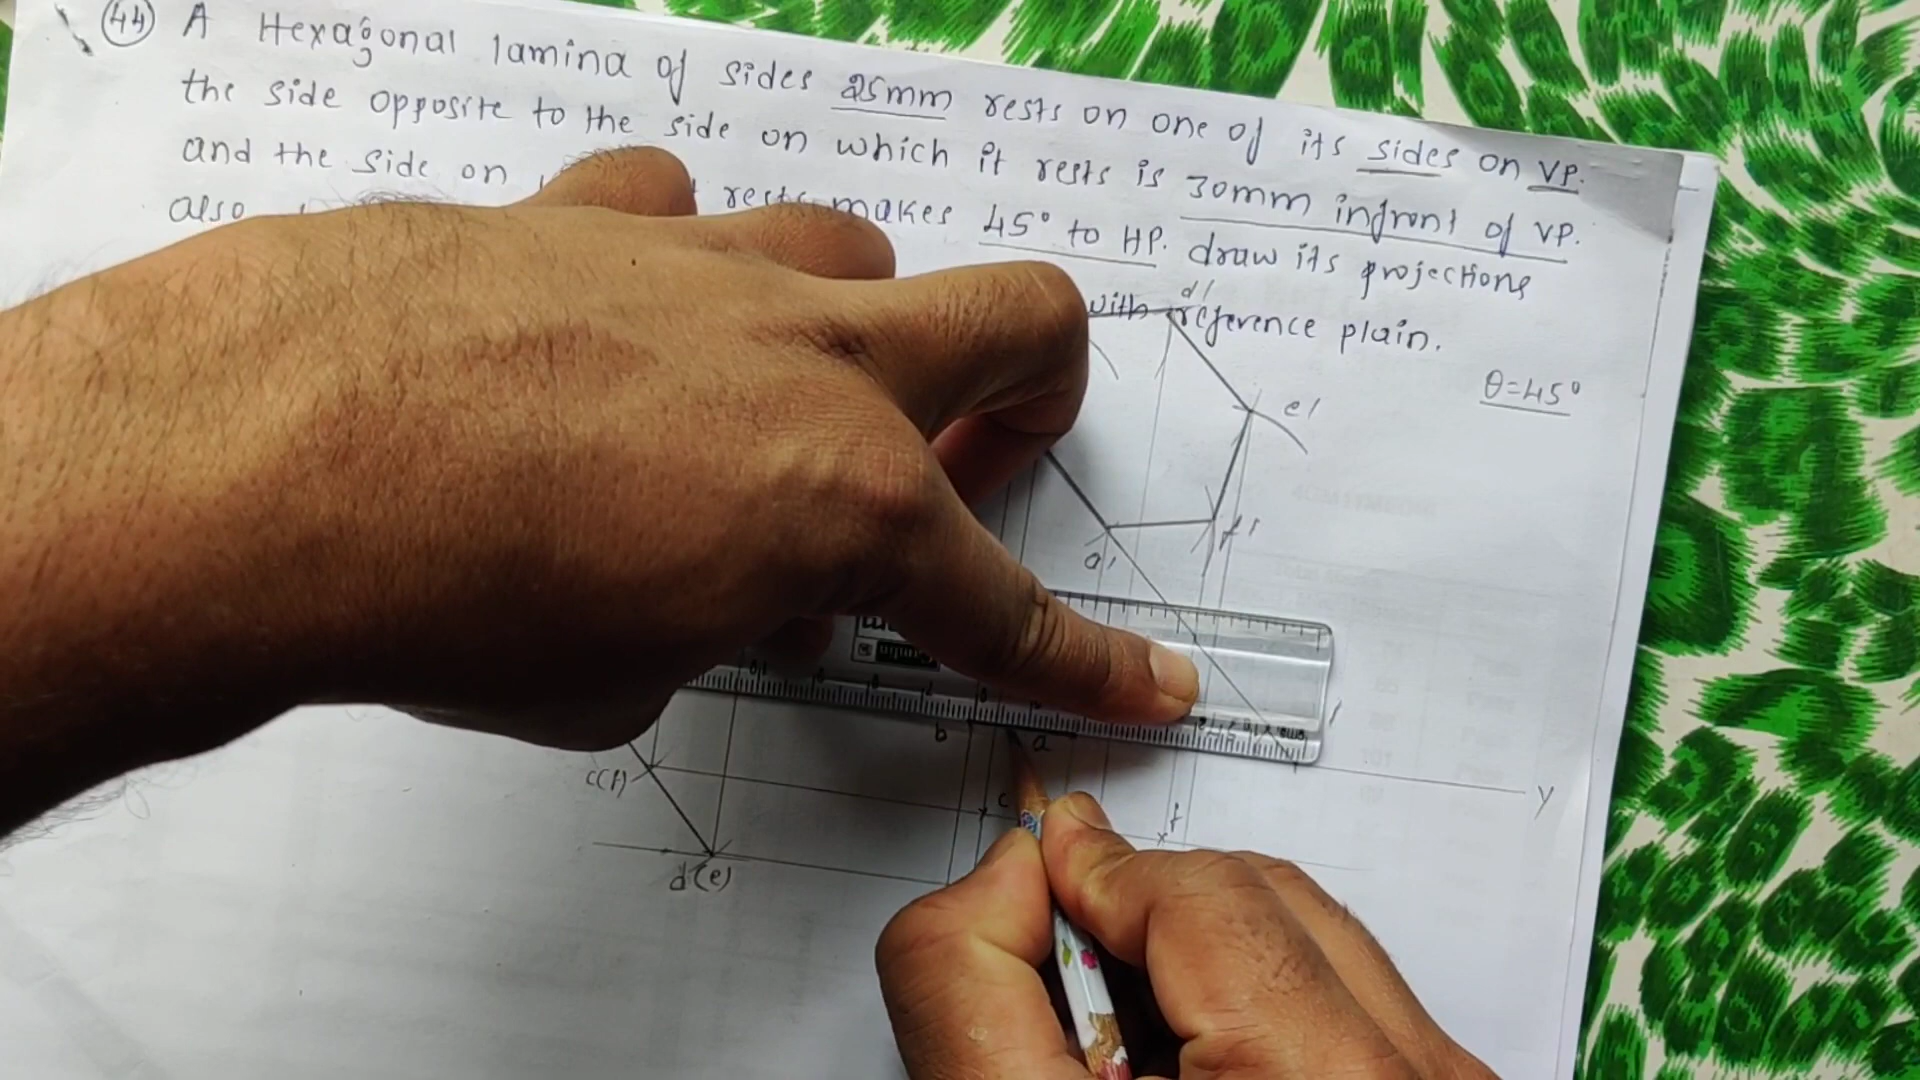 44 A Hexagonal lamina of sides 25mm rests on one of its sides on VP.
the side opposite to the side on which it rests is 30mm infront of VP.
and the side on rests makes 45° to HP. draw its projections
also with reference plain.
θ=45°
d'
e'
f'
a'
b
a
c(f)
c
f
y
d(e)